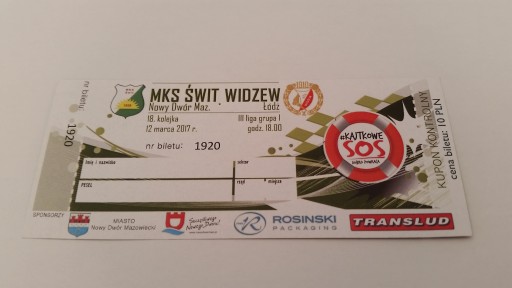 MKS ŚWIT WIDZEW
Nowy Dwór Maz. Łódź
18. kolejka III liga grupa I
12 marca 2017 r. godz. 18.00
nr biletu: 1920
nr biletu: 1920
imię i nazwisko
adres
PESEL
rząd miejsce
#KAJTKOWE
SOS
KUPON KONTROLNY
cena biletu: 10 PLN
SPONSORZY
MIASTO
Nowy Dwór Mazowiecki
ROSINSKI
PACKAGING
TRANSLUD